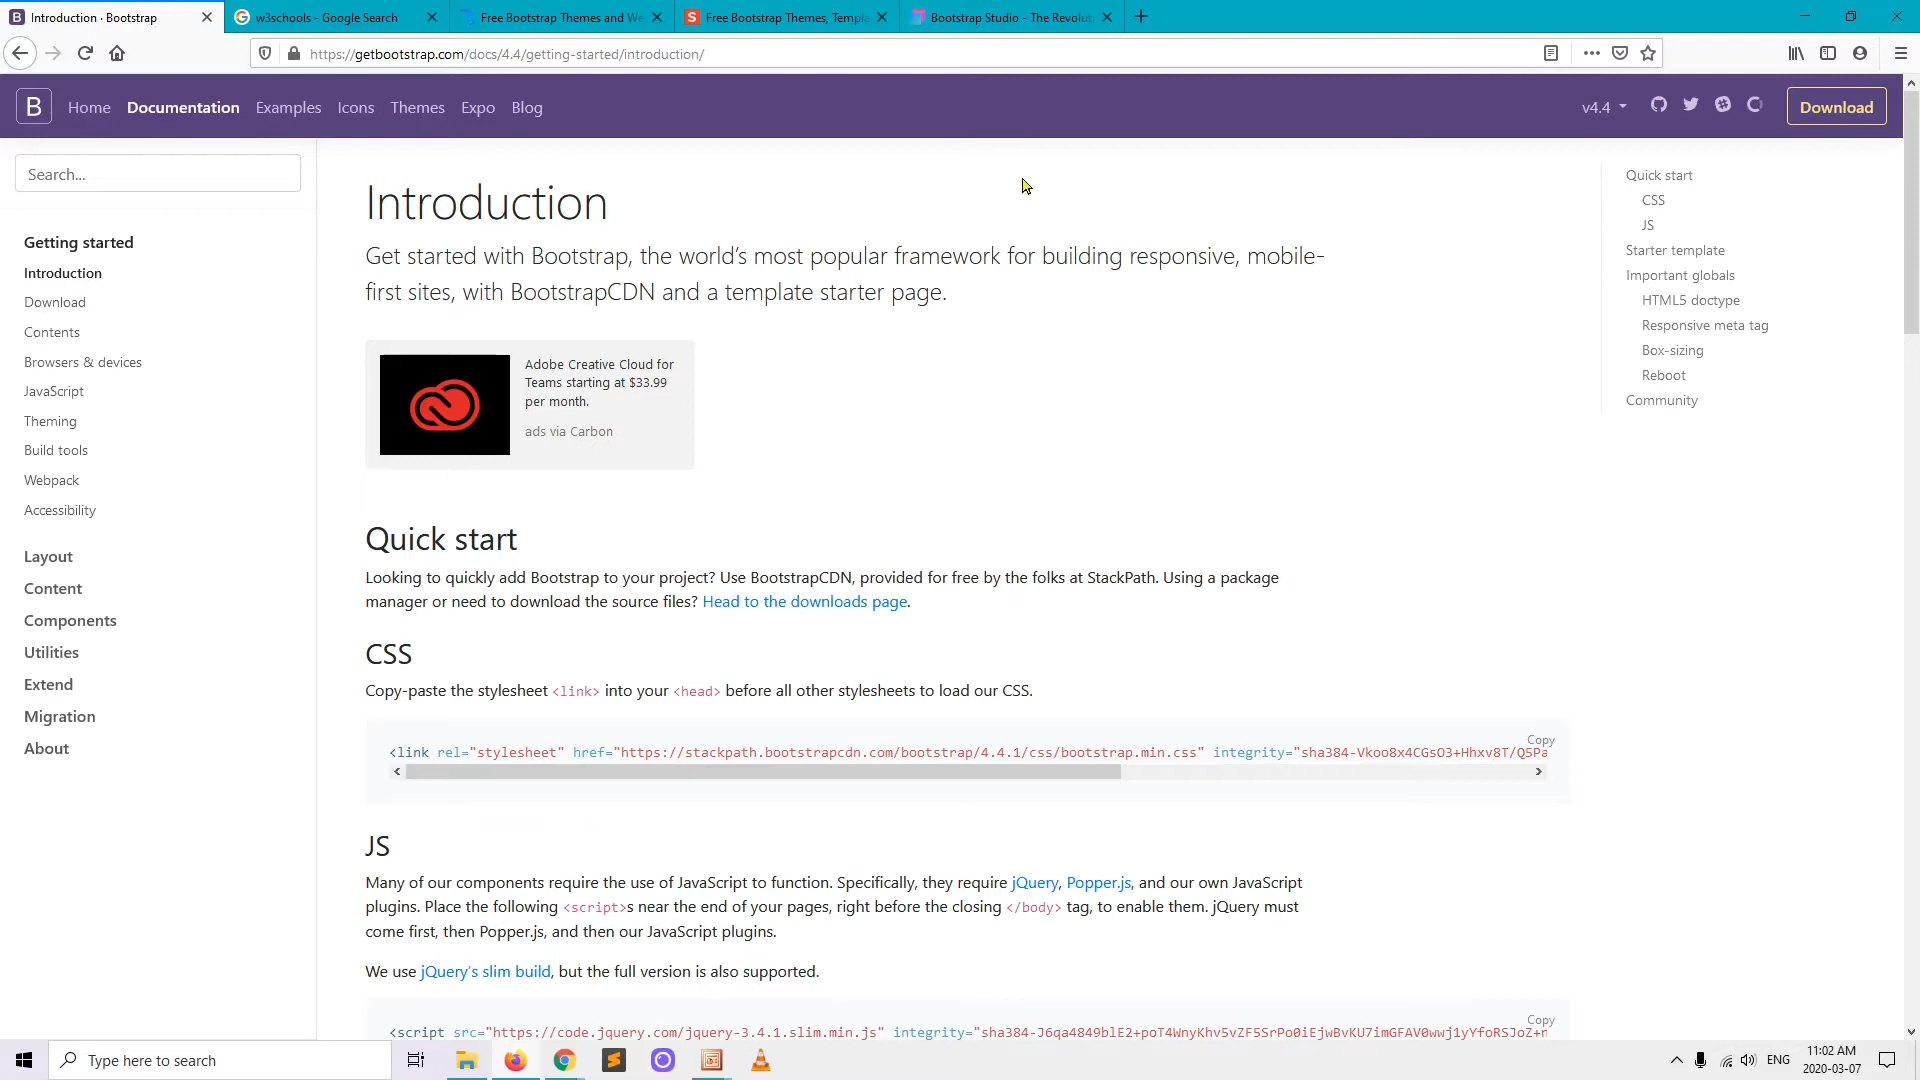 Introduction · Bootstrap
w3schools - Google Search
Free Bootstrap Themes and We
Free Bootstrap Themes, Templa
Bootstrap Studio - The Revolut
https://getbootstrap.com/docs/4.4/getting-started/introduction/
B
Home
Documentation
Examples
Icons
Themes
Expo
Blog
v4.4
Download
Search...
Getting started
Introduction
Download
Contents
Browsers & devices
JavaScript
Theming
Build tools
Webpack
Accessibility
Layout
Content
Components
Utilities
Extend
Migration
About
Introduction
Get started with Bootstrap, the world’s most popular framework for building responsive, mobile-
first sites, with BootstrapCDN and a template starter page.
Adobe Creative Cloud for
Teams starting at $33.99
per month.
ads via Carbon
Quick start
Looking to quickly add Bootstrap to your project? Use BootstrapCDN, provided for free by the folks at StackPath. Using a package
manager or need to download the source files? Head to the downloads page.
CSS
Copy-paste the stylesheet <link> into your <head> before all other stylesheets to load our CSS.
Copy
<link rel="stylesheet" href="https://stackpath.bootstrapcdn.com/bootstrap/4.4.1/css/bootstrap.min.css" integrity="sha384-Vkoo8x4CGsO3+Hhxv8T/Q5Pa
JS
Many of our components require the use of JavaScript to function. Specifically, they require jQuery, Popper.js, and our own JavaScript
plugins. Place the following <script>s near the end of your pages, right before the closing </body> tag, to enable them. jQuery must
come first, then Popper.js, and then our JavaScript plugins.
We use jQuery’s slim build, but the full version is also supported.
Copy
<script src="https://code.jquery.com/jquery-3.4.1.slim.min.js" integrity="sha384-J6qa4849blE2+poT4WnyKhv5vZF5SrPo0iEjwBvKU7imGFAV0wwj1yYfoRSJoZ+n
Quick start
CSS
JS
Starter template
Important globals
HTML5 doctype
Responsive meta tag
Box-sizing
Reboot
Community
Type here to search
ENG
11:02 AM
2020-03-07